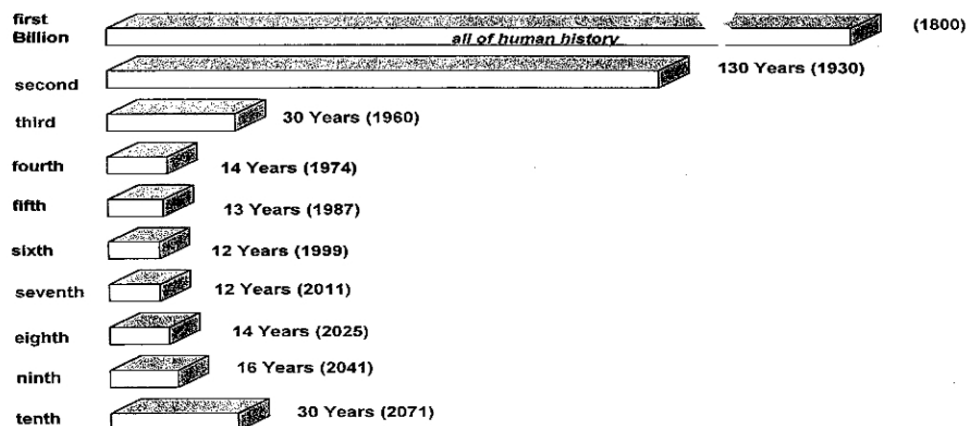 first
Billion
all of human history
(1800)
second
130 Years (1930)
third
30 Years (1960)
fourth
14 Years (1974)
fifth
13 Years (1987)
sixth
12 Years (1999)
seventh
12 Years (2011)
eighth
14 Years (2025)
ninth
16 Years (2041)
tenth
30 Years (2071)